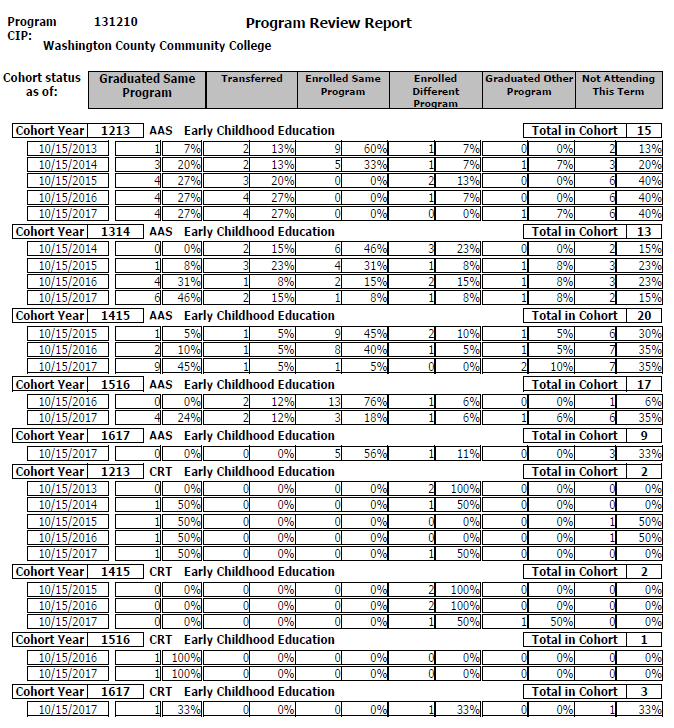 Program 131210 Program Review Report
CIP:
Washington County Community College
Cohort status as of: Graduated Same Program Transferred Enrolled Same Program Enrolled Different Program Graduated Other Program Not Attending This Term
Cohort Year 1213 AAS Early Childhood Education Total in Cohort 15
10/15/2013 1 7% 2 13% 9 60% 1 7% 0 0% 2 13%
10/15/2014 3 20% 2 13% 5 33% 1 7% 1 7% 3 20%
10/15/2015 4 27% 3 20% 0 0% 2 13% 0 0% 6 40%
10/15/2016 4 27% 4 27% 0 0% 1 7% 0 0% 6 40%
10/15/2017 4 27% 4 27% 0 0% 0 0% 1 7% 6 40%
Cohort Year 1314 AAS Early Childhood Education Total in Cohort 13
10/15/2014 0 0% 2 15% 6 46% 3 23% 0 0% 2 15%
10/15/2015 1 8% 3 23% 4 31% 1 8% 1 8% 3 23%
10/15/2016 4 31% 1 8% 2 15% 2 15% 1 8% 3 23%
10/15/2017 6 46% 2 15% 1 8% 1 8% 1 8% 2 15%
Cohort Year 1415 AAS Early Childhood Education Total in Cohort 20
10/15/2015 1 5% 1 5% 9 45% 2 10% 1 5% 6 30%
10/15/2016 2 10% 1 5% 8 40% 1 5% 1 5% 7 35%
10/15/2017 9 45% 1 5% 1 5% 0 0% 2 10% 7 35%
Cohort Year 1516 AAS Early Childhood Education Total in Cohort 17
10/15/2016 0 0% 2 12% 13 76% 1 6% 0 0% 1 6%
10/15/2017 4 24% 2 12% 3 18% 1 6% 1 6% 6 35%
Cohort Year 1617 AAS Early Childhood Education Total in Cohort 9
10/15/2017 0 0% 0 0% 5 56% 1 11% 0 0% 3 33%
Cohort Year 1213 CRT Early Childhood Education Total in Cohort 2
10/15/2013 0 0% 0 0% 0 0% 2 100% 0 0% 0 0%
10/15/2014 1 50% 0 0% 0 0% 1 50% 0 0% 0 0%
10/15/2015 1 50% 0 0% 0 0% 0 0% 0 0% 1 50%
10/15/2016 1 50% 0 0% 0 0% 0 0% 0 0% 1 50%
10/15/2017 1 50% 0 0% 0 0% 1 50% 0 0% 0 0%
Cohort Year 1415 CRT Early Childhood Education Total in Cohort 2
10/15/2015 0 0% 0 0% 0 0% 2 100% 0 0% 0 0%
10/15/2016 0 0% 0 0% 0 0% 2 100% 0 0% 0 0%
10/15/2017 0 0% 0 0% 0 0% 1 50% 1 50% 0 0%
Cohort Year 1516 CRT Early Childhood Education Total in Cohort 1
10/15/2016 1 100% 0 0% 0 0% 0 0% 0 0% 0 0%
10/15/2017 1 100% 0 0% 0 0% 0 0% 0 0% 0 0%
Cohort Year 1617 CRT Early Childhood Education Total in Cohort 3
10/15/2017 1 33% 0 0% 0 0% 1 33% 0 0% 1 33%